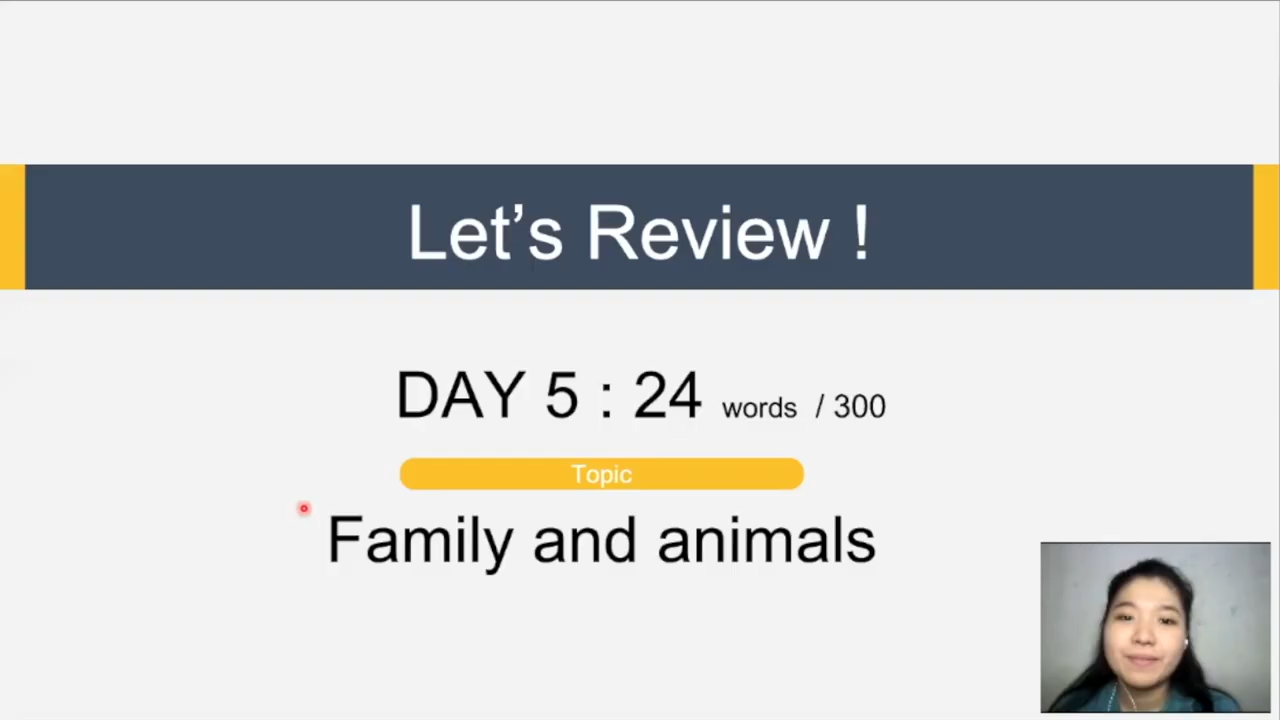 Let’s Review !
DAY 5 : 24 words / 300
Topic
Family and animals